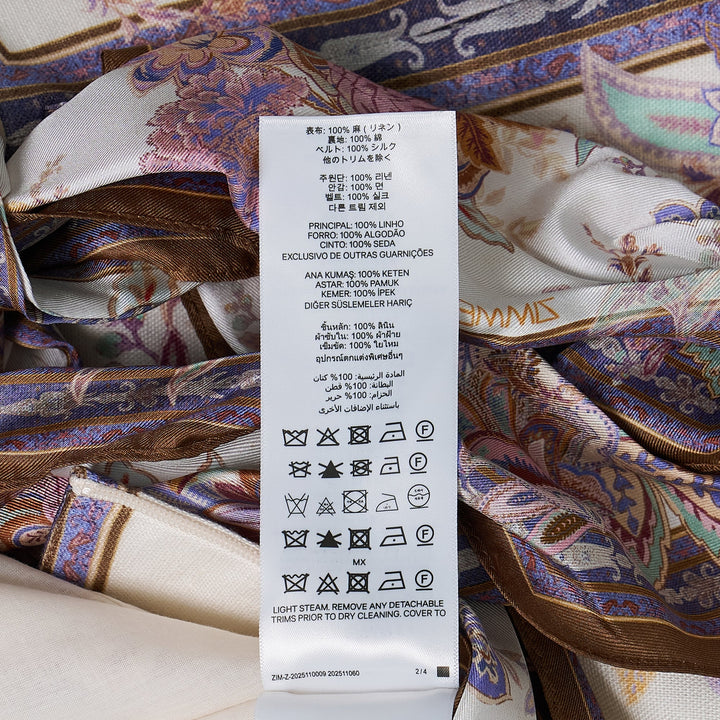 表布: 100% 麻 ( リネン )
裏地: 100% 綿
ベルト: 100% シルク
他のトリムを除く
주원단: 100% 리넨
안감: 100% 면
벨트: 100% 실크
다른 트림 제외
PRINCIPAL: 100% LINHO
FORRO: 100% ALGODÃO
CINTO: 100% SEDA
EXCLUSIVO DE OUTRAS GUARNIÇÕES
ANA KUMAŞ: 100% KETEN
ASTAR: 100% PAMUK
KEMER: 100% İPEK
DİĞER SÜSLEMELER HARİÇ
ชิ้นหลัก: 100% ลินิน
ผ้าซับใน: 100% ผ้าฝ้าย
เข็มขัด: 100% ใยไหม
อุปกรณ์ตกแต่งพิเศษอื่นๆ
المادة الرئيسية: 100% كتان
البطانة: 100% قطن
الحزام: 100% حرير
باستثناء الإضافات الأخرى
F
F
F
MX
F
LIGHT STEAM. REMOVE ANY DETACHABLE
TRIMS PRIOR TO DRY CLEANING. COVER TO
ZIM-Z-2025110009 202511060 2/4